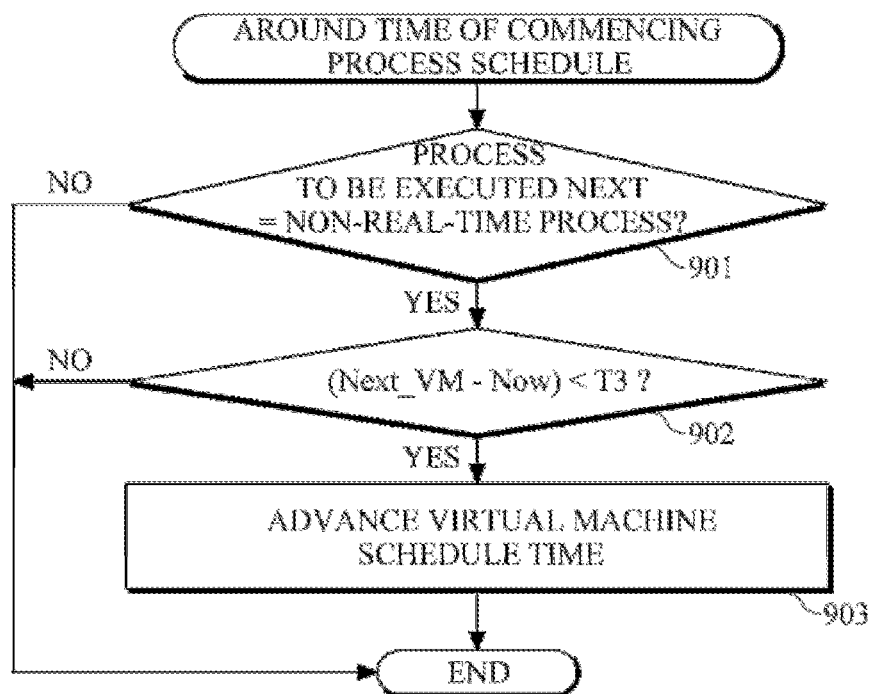 AROUND TIME OF COMMENCING
PROCESS SCHEDULE
PROCESS
TO BE EXECUTED NEXT
= NON-REAL-TIME PROCESS?
NO
901
YES
NO
(Next_VM - Now) < T3 ?
902
YES
ADVANCE VIRTUAL MACHINE
SCHEDULE TIME
903
END